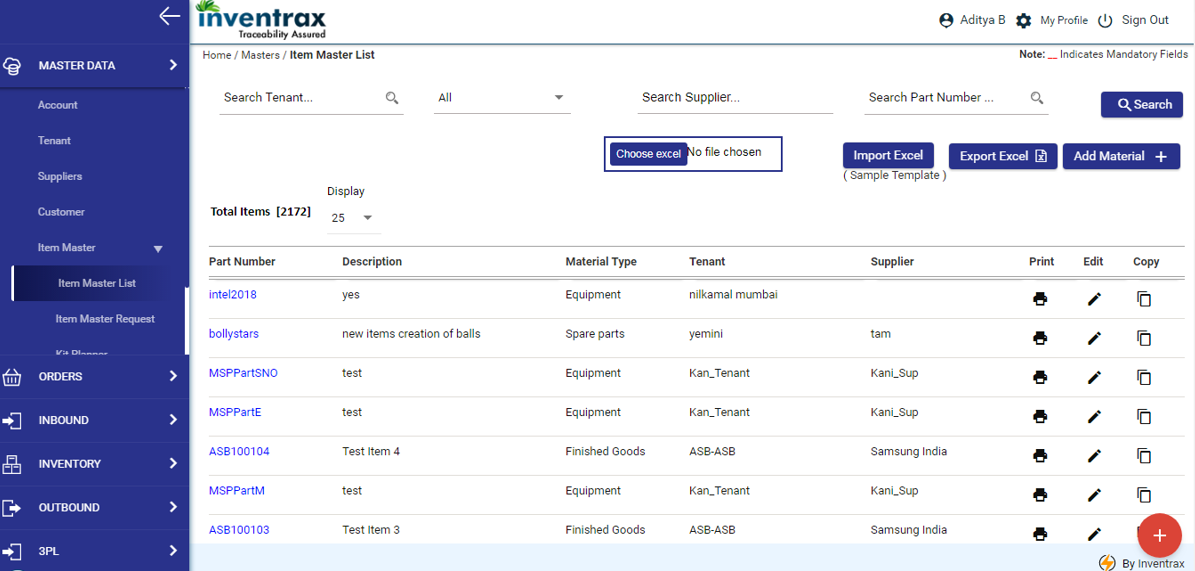 inventrax
Traceability Assured
Aditya B My Profile Sign Out
Home / Masters / Item Master List
Note: __ Indicates Mandatory Fields
MASTER DATA
Account
Tenant
Suppliers
Customer
Item Master
Item Master List
Item Master Request
Kit Planner
ORDERS
INBOUND
INVENTORY
OUTBOUND
3PL
Search Tenant... All Search Supplier... Search Part Number ... Search
Choose excel No file chosen Import Excel Export Excel Add Material +
( Sample Template )
Display
Total Items [2172] 25
Part Number Description Material Type Tenant Supplier Print Edit Copy
intel2018 yes Equipment nilkamal mumbai
bollystars new items creation of balls Spare parts yemini tam
MSPPartSNO test Equipment Kan_Tenant Kani_Sup
MSPPartE test Equipment Kan_Tenant Kani_Sup
ASB100104 Test Item 4 Finished Goods ASB-ASB Samsung India
MSPPartM test Equipment Kan_Tenant Kani_Sup
ASB100103 Test Item 3 Finished Goods ASB-ASB Samsung India
+
By Inventrax